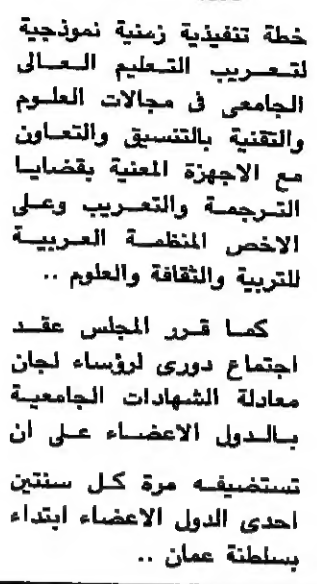 خطة تنفيذية زمنية نموذجية
لتعريب التعليم العالى
الجامعى فى مجالات العلوم
والتقنية بالتنسيق والتعاون
مع الاجهزة المعنية بقضايا
الترجمة والتعريب وعلى
الاخص المنظمة العربية
للتربية والثقافة والعلوم ..
كما قرر المجلس عقد
اجتماع دورى لرؤساء لجان
معادلة الشهادات الجامعية
بالدول الاعضاء على ان
تستضيفه مرة كل سنتين
احدى الدول الاعضاء ابتداء
بسلطنة عمان ..